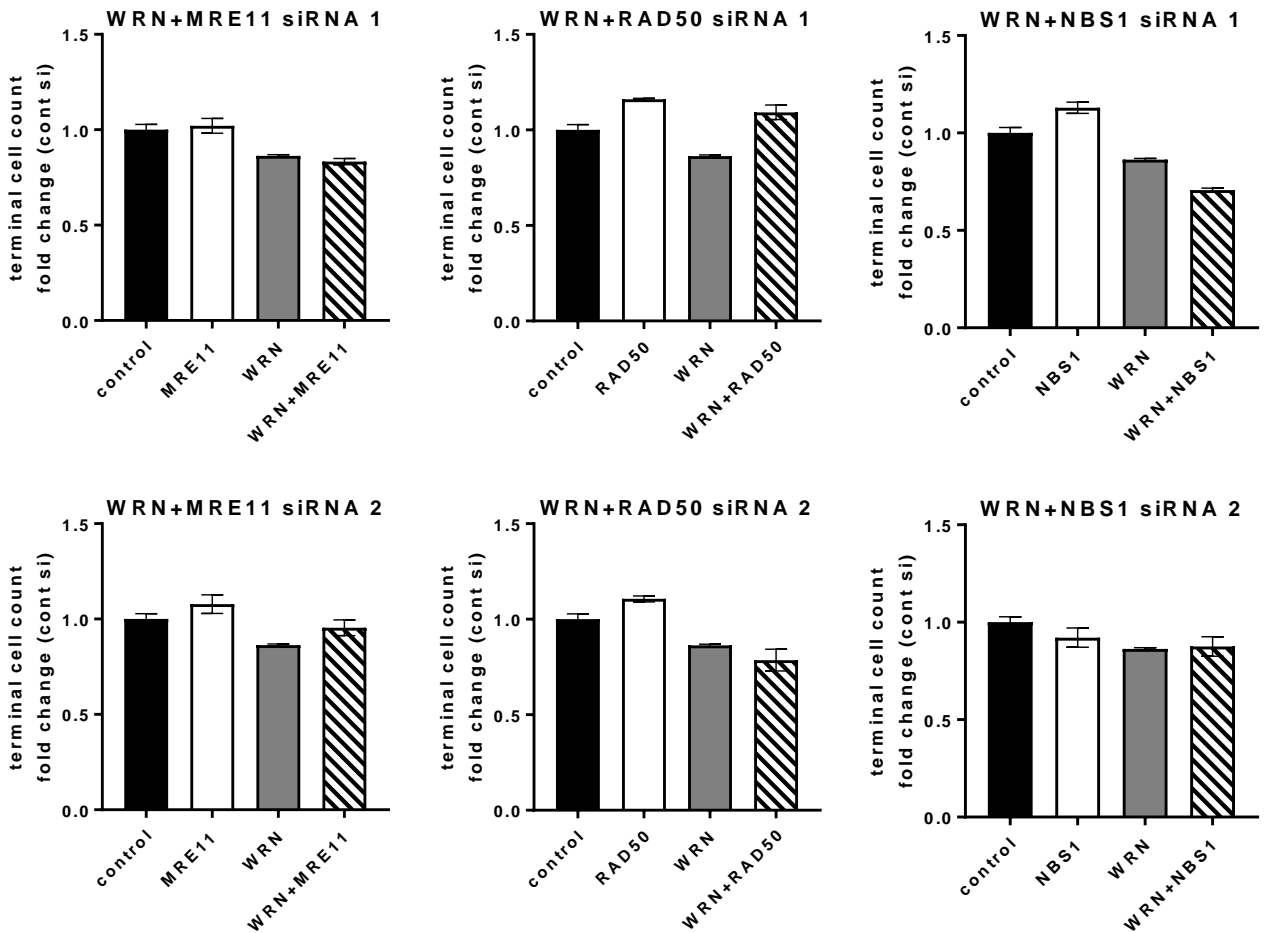 WRN+MRE11 siRNA 1
terminal cell count
fold change (cont si)
1.5
1.0
0.5
0.0
control
MRE11
WRN
WRN+MRE11
WRN+RAD50 siRNA 1
terminal cell count
fold change (cont si)
1.5
1.0
0.5
0.0
control
RAD50
WRN
WRN+RAD50
WRN+NBS1 siRNA 1
terminal cell count
fold change (cont si)
1.5
1.0
0.5
0.0
control
NBS1
WRN
WRN+NBS1
WRN+MRE11 siRNA 2
terminal cell count
fold change (cont si)
1.5
1.0
0.5
0.0
control
MRE11
WRN
WRN+MRE11
WRN+RAD50 siRNA 2
terminal cell count
fold change (cont si)
1.5
1.0
0.5
0.0
control
RAD50
WRN
WRN+RAD50
WRN+NBS1 siRNA 2
terminal cell count
fold change (cont si)
1.5
1.0
0.5
0.0
control
NBS1
WRN
WRN+NBS1